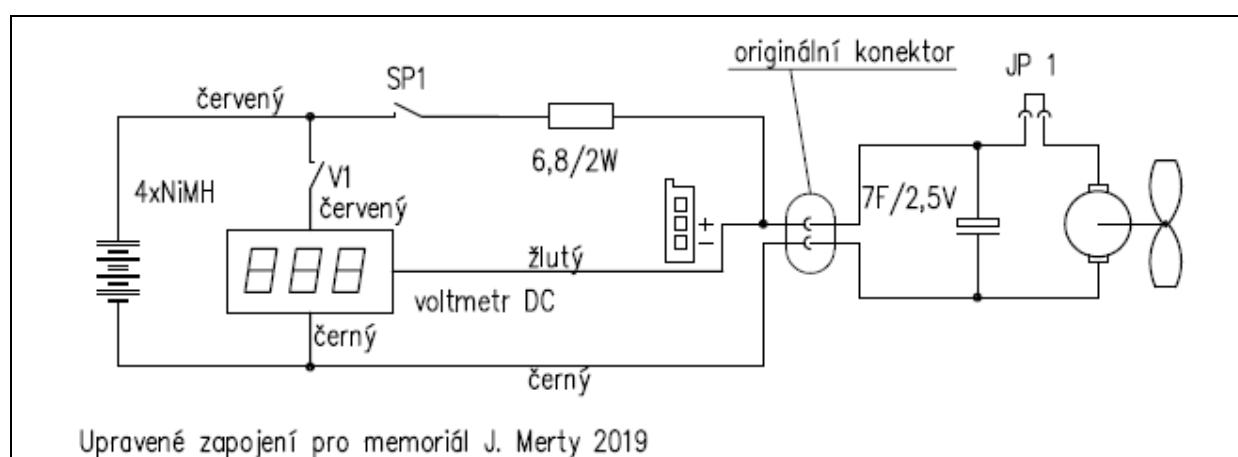 originální konektor
JP 1
SP1
červený
6,8/2W
V1
4xNiMH
červený
+
−
7F/2,5V
žlutý
voltmetr DC
černý
černý
Upravené zapojení pro memoriál J. Merty 2019